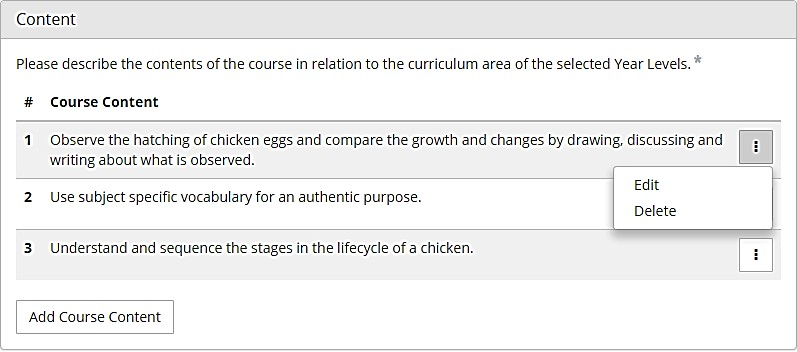 Content
Please describe the contents of the course in relation to the curriculum area of the selected Year Levels. *
# Course Content
1 Observe the hatching of chicken eggs and compare the growth and changes by drawing, discussing and
writing about what is observed.
Edit
2 Use subject specific vocabulary for an authentic purpose.
Delete
3 Understand and sequence the stages in the lifecycle of a chicken.
Add Course Content